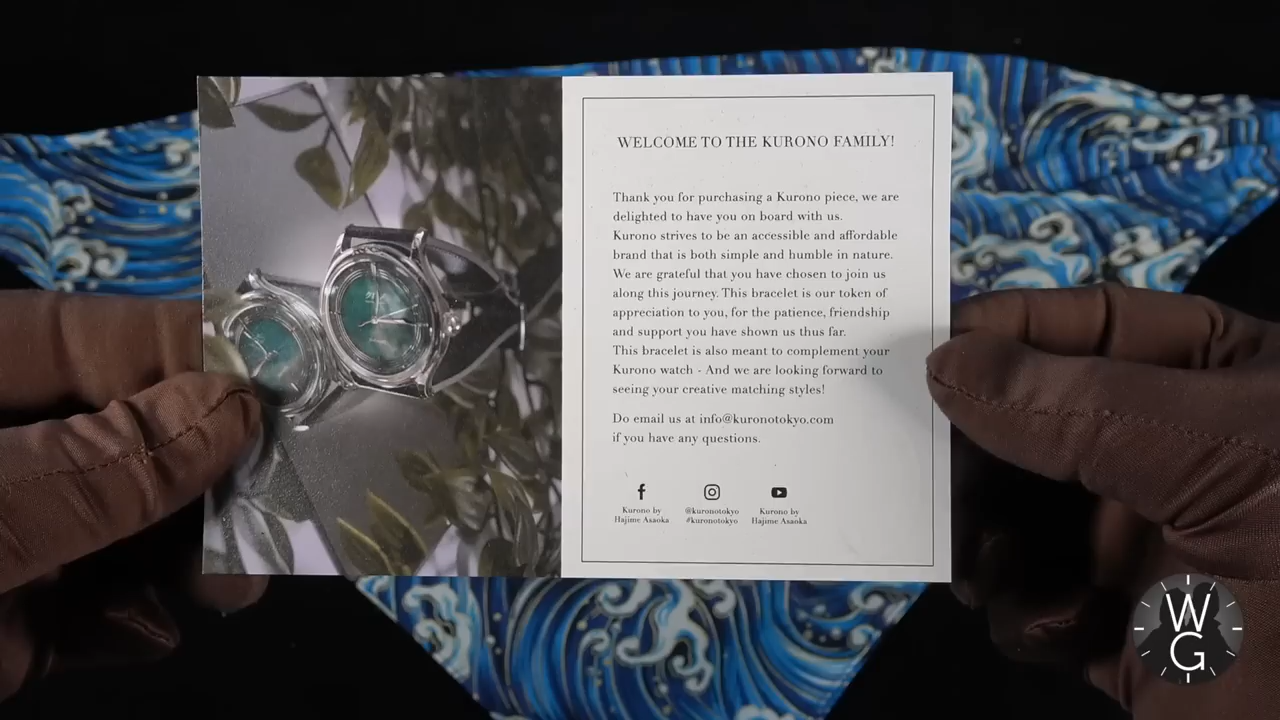 WELCOME TO THE KURONO FAMILY!
Thank you for purchasing a Kurono piece, we are
delighted to have you on board with us.
Kurono strives to be an accessible and affordable
brand that is both simple and humble in nature.
We are grateful that you have chosen to join us
along this journey. This bracelet is our token of
appreciation to you, for the patience, friendship
and support you have shown us thus far.
This bracelet is also meant to complement your
Kurono watch - And we are looking forward to
seeing your creative matching styles!
Do email us at info@kuronotokyo.com
if you have any questions.
Kurono by
Hajime Asaoka
@kuronotokyo
#kuronotokyo
Kurono by
Hajime Asaoka
W
G